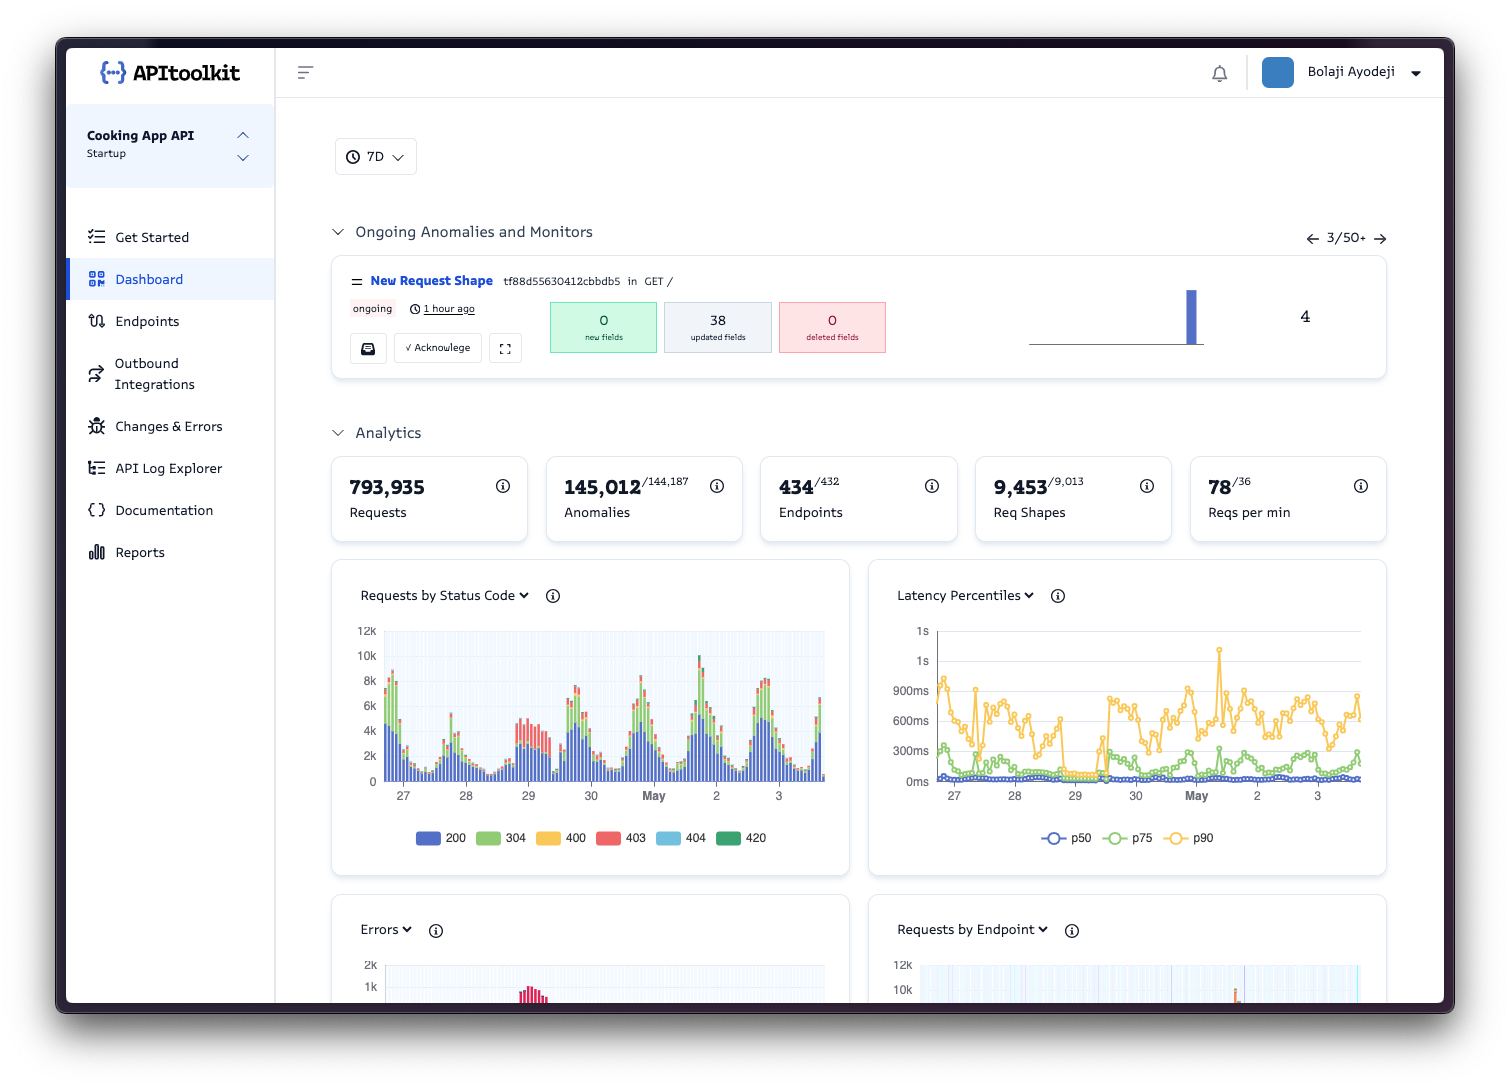 {···} APItoolkit
Bolaji Ayodeji
Cooking App API
Startup
Get Started
Dashboard
Endpoints
Outbound
Integrations
Changes & Errors
API Log Explorer
Documentation
Reports
7D
Ongoing Anomalies and Monitors
← 3/50+ →
New Request Shape tf88d55630412cbbdb5 in GET /
ongoing 1 hour ago
✓ Acknowlege
0
new fields
38
updated fields
0
deleted fields
4
Analytics
793,935
Requests
145,012/144,187
Anomalies
434/432
Endpoints
9,453/9,013
Req Shapes
78/36
Reqs per min
Requests by Status Code
12k
10k
8k
6k
4k
2k
0
27 28 29 30 May 2 3
200 304 400 403 404 420
Latency Percentiles
1s
1s
900ms
600ms
300ms
0ms
27 28 29 30 May 2 3
p50 p75 p90
Errors
2k
1k
Requests by Endpoint
12k
10k